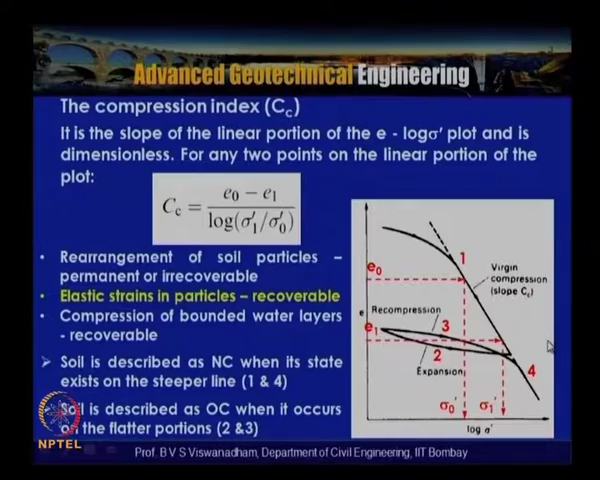 Advanced Geotechnical Engineering
The compression index (Cc)
It is the slope of the linear portion of the e - logσ' plot and is
dimensionless. For any two points on the linear portion of the
plot:
Cc = (e0 − e1) / log(σ'1/σ'0)
• Rearrangement of soil particles –
permanent or irrecoverable
• Elastic strains in particles – recoverable
• Compression of bounded water layers
- recoverable
➢ Soil is described as NC when its state
exists on the steeper line (1 & 4)
Soil is described as OC when it occurs
on the flatter portions (2 &3)
1
e0
Virgin
compression
(slope Cc)
e
Recompression
e1
3
2
Expansion
4
σ0'
σ1'
log σ'
NPTEL
Prof. B V S Viswanadham, Department of Civil Engineering, IIT Bombay